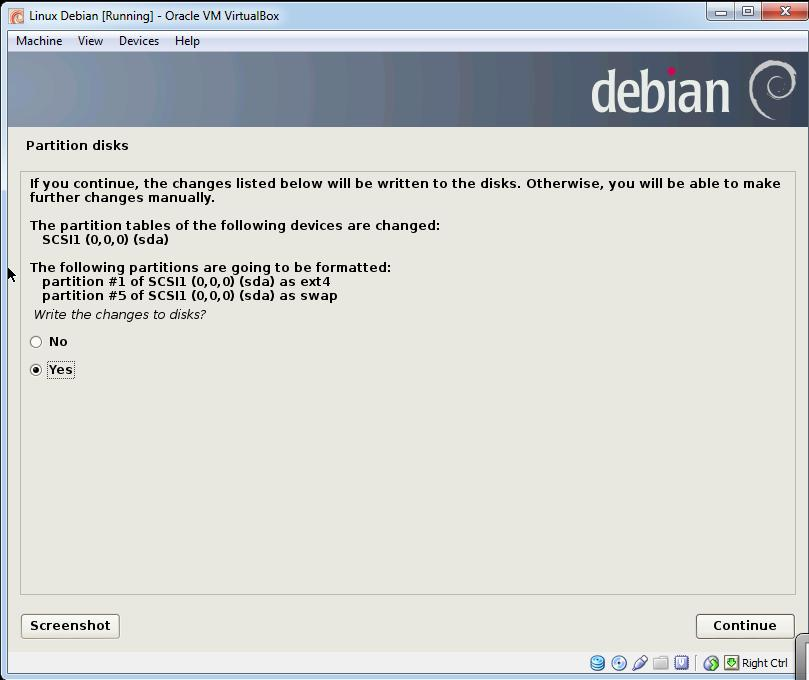 Linux Debian [Running] - Oracle VM VirtualBox
Machine View Devices Help
debian
Partition disks
If you continue, the changes listed below will be written to the disks. Otherwise, you will be able to make
further changes manually.
The partition tables of the following devices are changed:
SCSI1 (0,0,0) (sda)
The following partitions are going to be formatted:
partition #1 of SCSI1 (0,0,0) (sda) as ext4
partition #5 of SCSI1 (0,0,0) (sda) as swap
Write the changes to disks?
No
Yes
Screenshot Continue
Right Ctrl